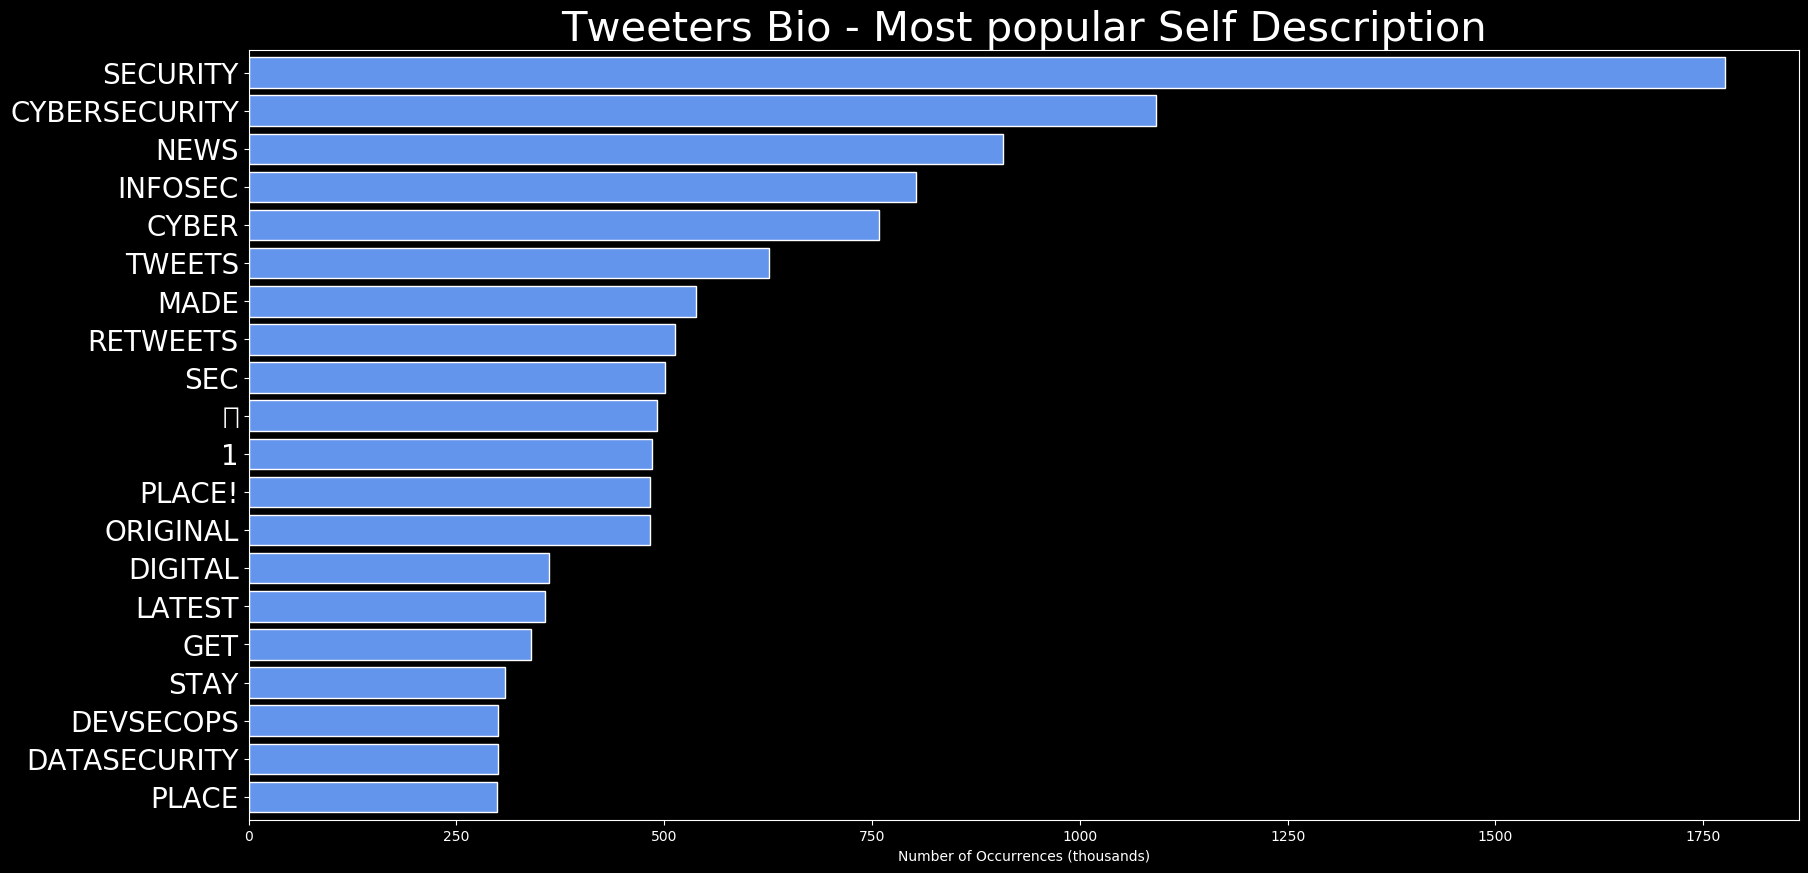 Tweeters Bio - Most popular Self Description
SECURITY
CYBERSECURITY
NEWS
INFOSEC
CYBER
TWEETS
MADE
RETWEETS
SEC
1
PLACE!
ORIGINAL
DIGITAL
LATEST
GET
STAY
DEVSECOPS
DATASECURITY
PLACE
0 250 500 750 1000 1250 1500 1750
Number of Occurrences (thousands)